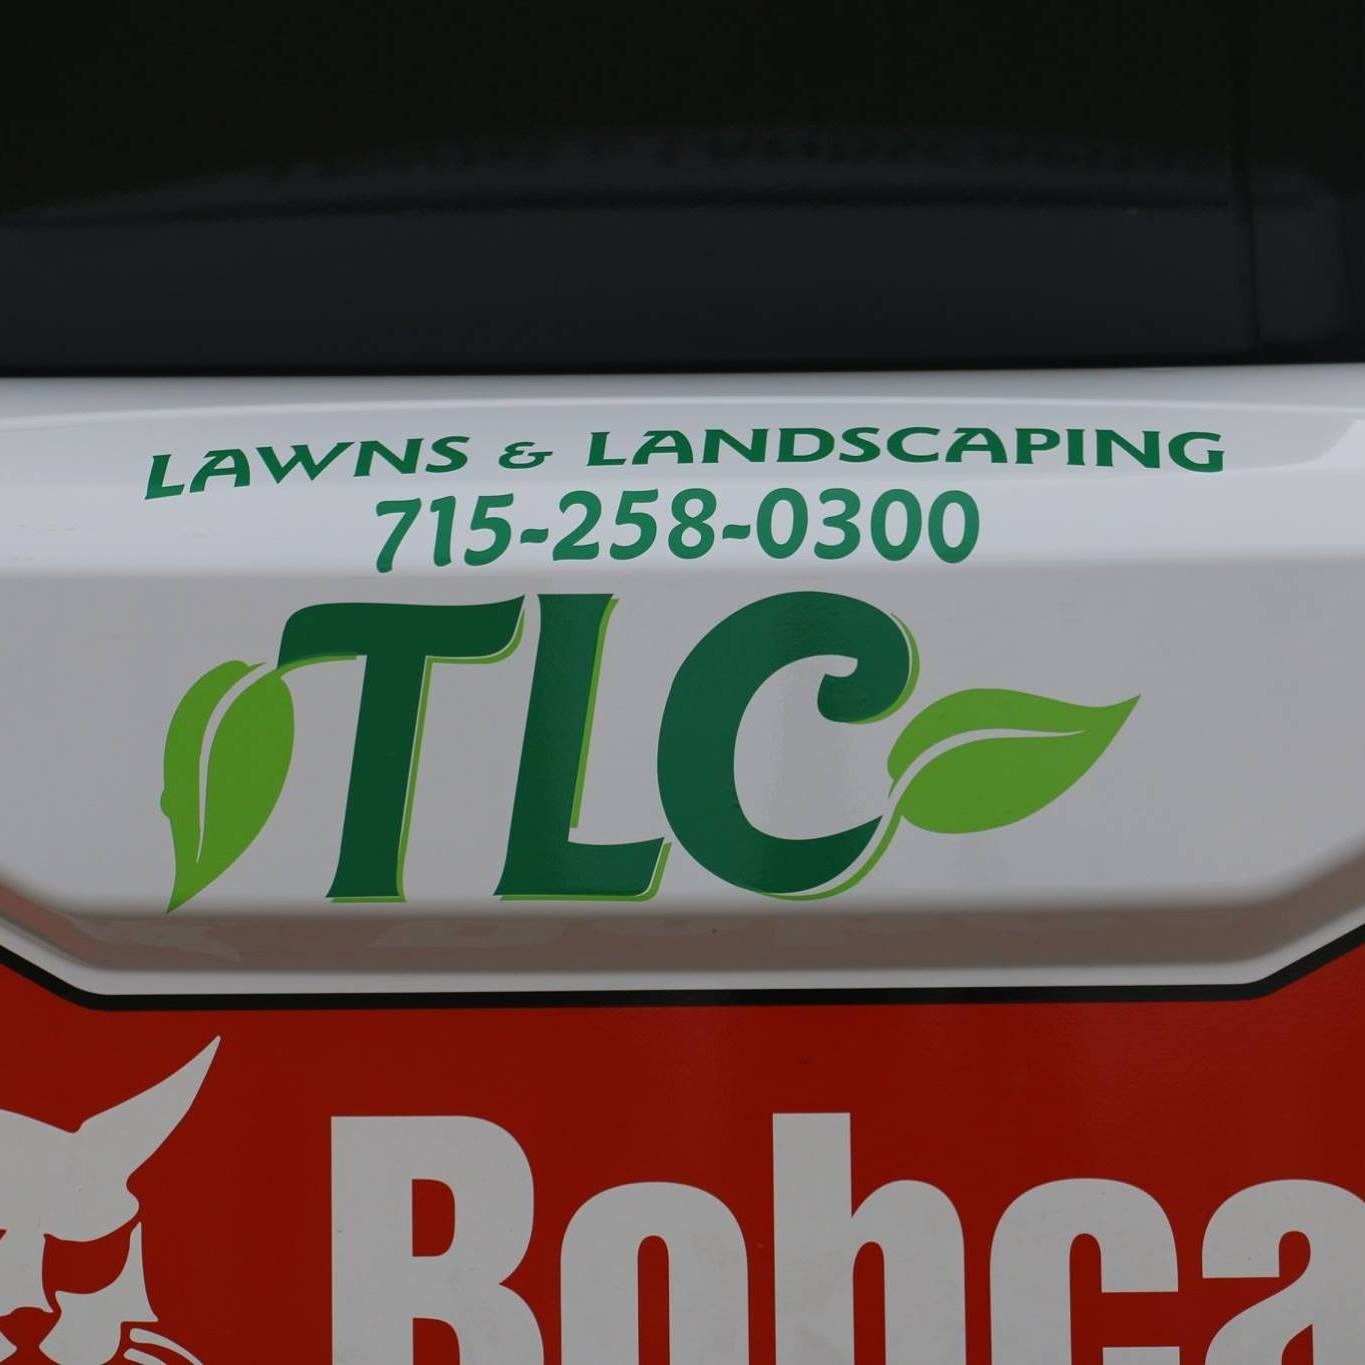 LAWNS & LANDSCAPING
715-258-0300
TLC
Bobca